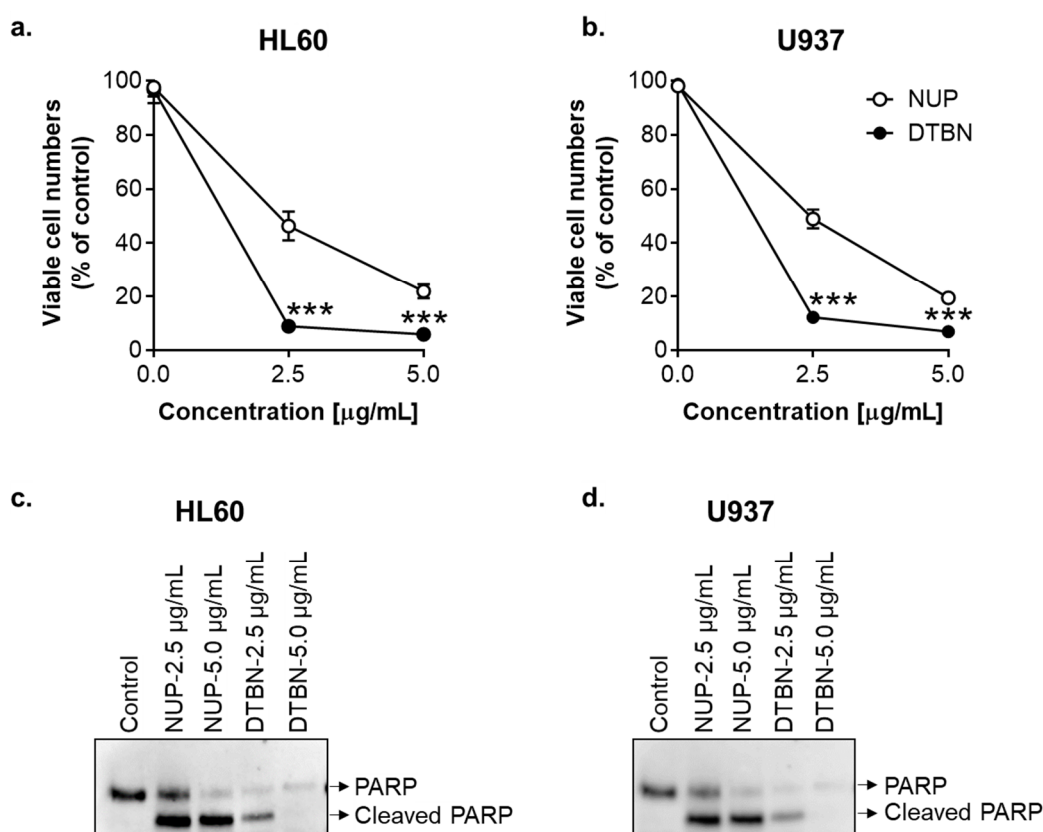 a.
HL60
Viable cell numbers
(% of control)
100
80
60
40
20
0
***
***
0.0 2.5 5.0
Concentration [μg/mL]
b.
U937
Viable cell numbers
(% of control)
100
80
60
40
20
0
NUP
DTBN
***
***
0.0 2.5 5.0
Concentration [μg/mL]
c.
HL60
Control
NUP-2.5 μg/mL
NUP-5.0 μg/mL
DTBN-2.5 μg/mL
DTBN-5.0 μg/mL
PARP
Cleaved PARP
d.
U937
Control
NUP-2.5 μg/mL
NUP-5.0 μg/mL
DTBN-2.5 μg/mL
DTBN-5.0 μg/mL
PARP
Cleaved PARP